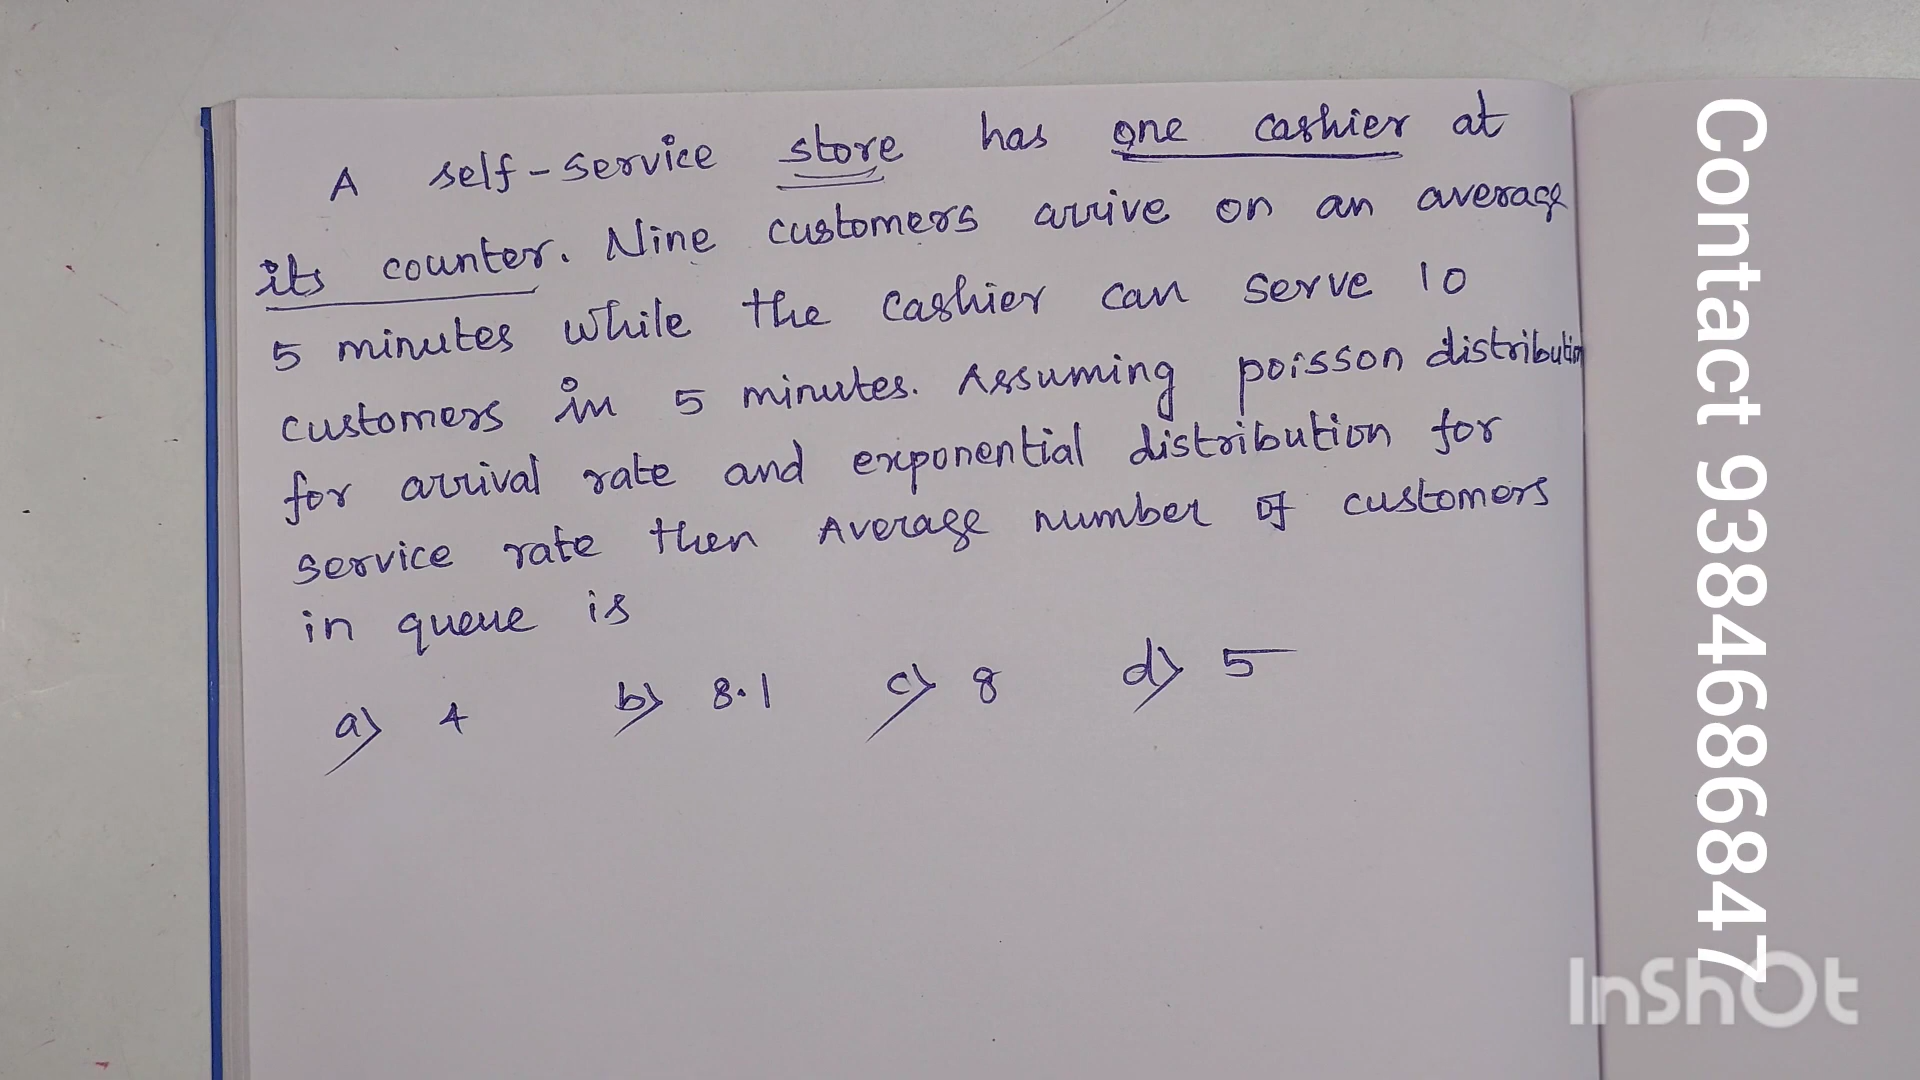 A self-service store has one cashier at
its counter. Nine customers arrive on an average
5 minutes while the cashier can serve 10
customers in 5 minutes. Assuming poisson distribution
for arrival rate and exponential distribution for
service rate then Average number of customers
in queue is
a) 4 b) 8.1 c) 8 d) 5
Contact 9384686847
InShOt